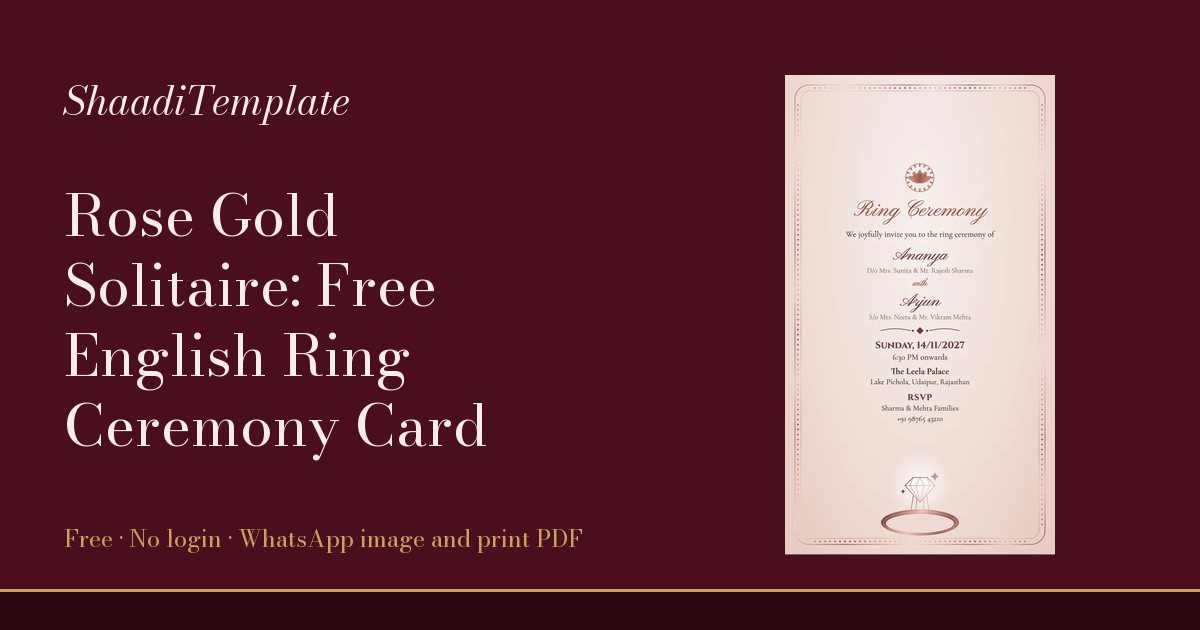 ShaadiTemplate
Rose Gold
Solitaire: Free
English Ring
Ceremony Card
Free · No login · WhatsApp image and print PDF
Ring Ceremony
We joyfully invite you to the ring ceremony of
Ananya
D/o Mrs. Sunita & Mr. Rajesh Sharma
with
Arjun
S/o Mrs. Neeta & Mr. Vikram Mehta
Sunday, 14/11/2027
6:30 PM onwards
The Leela Palace
Lake Pichola, Udaipur, Rajasthan
RSVP
Sharma & Mehta Families
+91 98765 43210